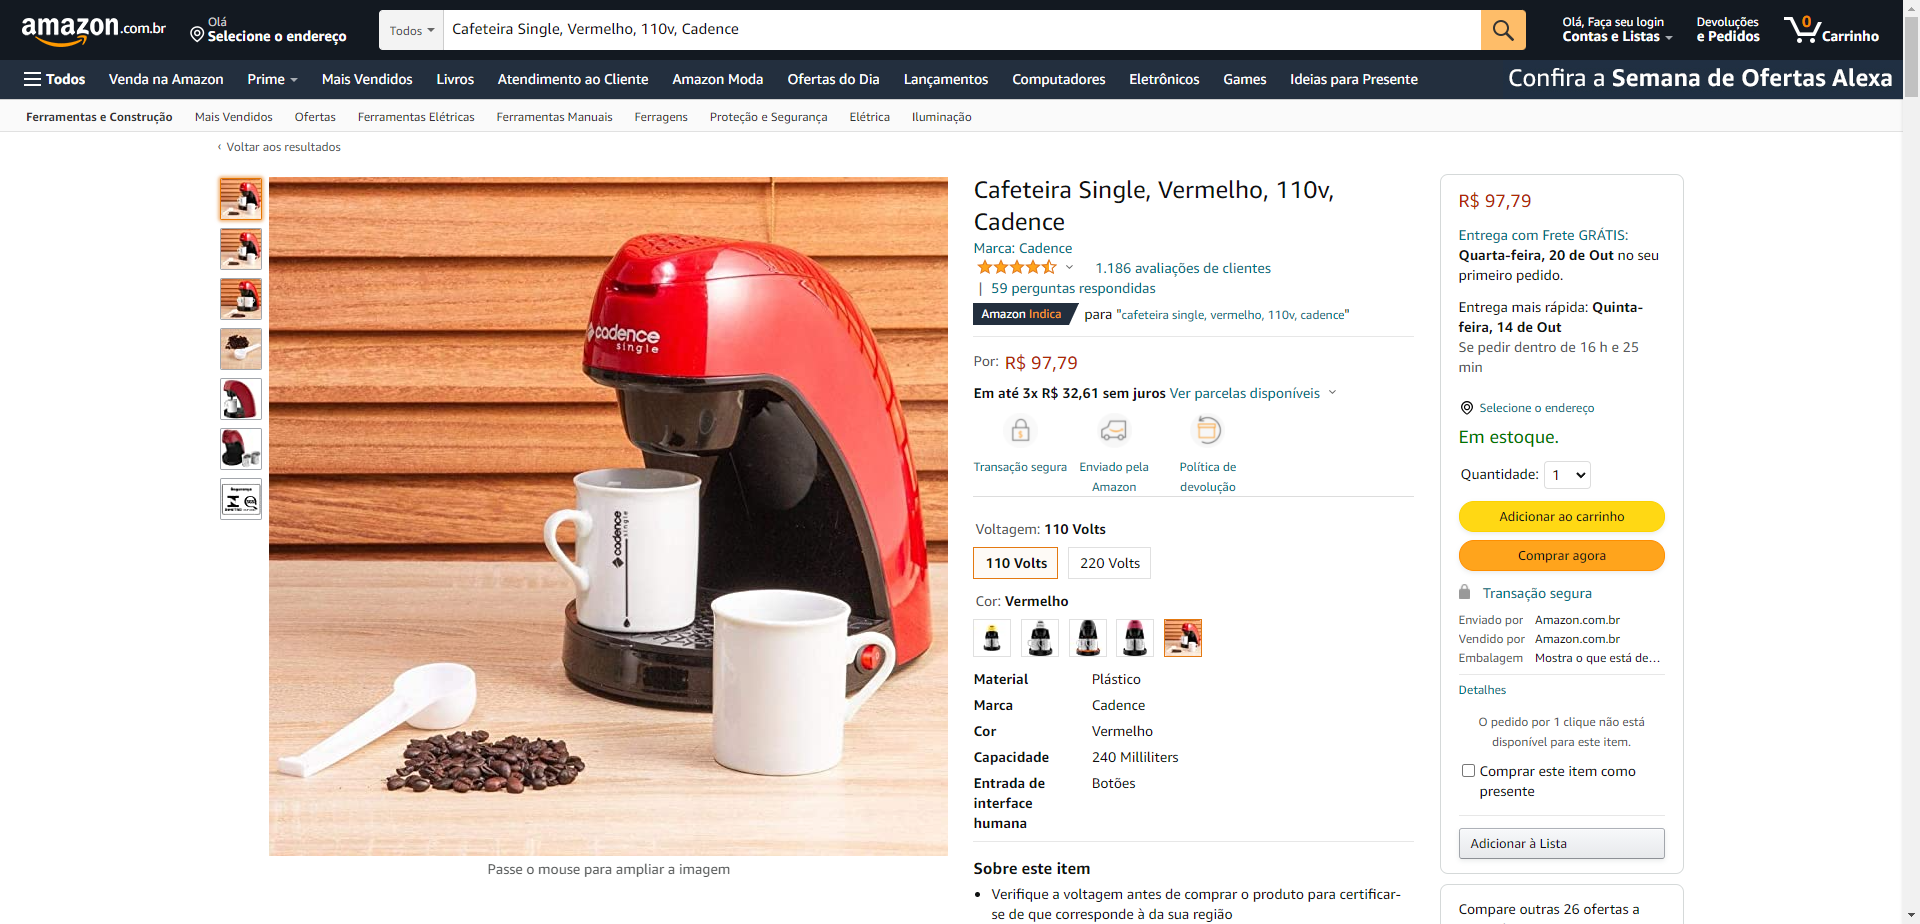 amazon.com.br
Olá
Selecione o endereço
Todos
Cafeteira Single, Vermelho, 110v, Cadence
Olá, Faça seu login
Contas e Listas
Devoluções
e Pedidos
0
Carrinho
Todos
Venda na Amazon
Prime
Mais Vendidos
Livros
Atendimento ao Cliente
Amazon Moda
Ofertas do Dia
Lançamentos
Computadores
Eletrônicos
Games
Ideias para Presente
Confira a Semana de Ofertas Alexa
Ferramentas e Construção
Mais Vendidos
Ofertas
Ferramentas Elétricas
Ferramentas Manuais
Ferragens
Proteção e Segurança
Elétrica
Iluminação
‹ Voltar aos resultados
cadence
single
cadence
single
Segurança
Passe o mouse para ampliar a imagem
Cafeteira Single, Vermelho, 110v,
Cadence
Marca: Cadence
1.186 avaliações de clientes
| 59 perguntas respondidas
Amazon Indica para "cafeteira single, vermelho, 110v, cadence"
Por: R$ 97,79
Em até 3x R$ 32,61 sem juros Ver parcelas disponíveis
Transação segura
Enviado pela
Amazon
Política de
devolução
Voltagem: 110 Volts
110 Volts
220 Volts
Cor: Vermelho
Material Plástico
Marca Cadence
Cor Vermelho
Capacidade 240 Milliliters
Entrada de Botões
interface
humana
Sobre este item
• Verifique a voltagem antes de comprar o produto para certificar-
se de que corresponde à da sua região
R$ 97,79
Entrega com Frete GRÁTIS:
Quarta-feira, 20 de Out no seu
primeiro pedido.
Entrega mais rápida: Quinta-
feira, 14 de Out
Se pedir dentro de 16 h e 25
min
Selecione o endereço
Em estoque.
Quantidade: 1
Adicionar ao carrinho
Comprar agora
Transação segura
Enviado por Amazon.com.br
Vendido por Amazon.com.br
Embalagem Mostra o que está de...
Detalhes
O pedido por 1 clique não está
disponível para este item.
Comprar este item como
presente
Adicionar à Lista
Compare outras 26 ofertas a